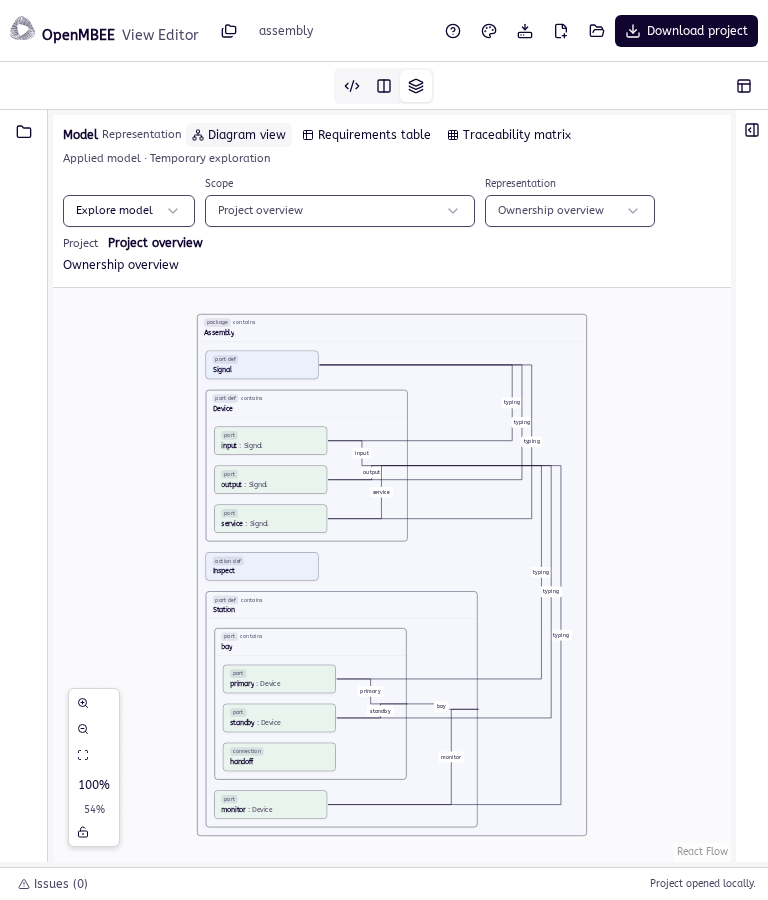 OpenMBEE View Editor
assembly
Download project
Model Representation Diagram view Requirements table Traceability matrix
Applied model · Temporary exploration
Scope Representation
Explore model Project overview Ownership overview
Project Project overview
Ownership overview
package contains
Assembly
port def
Signal
part def contains
Device
typing
typing
port
input : Signal
typing
input
port
output : Signal
output
service
port
service : Signal
action def
Inspect
typing
part def contains
Station
typing
part contains
bay
typing
part
primary : Device
primary
part
standby : Device
bay
standby
connection
handoff
monitor
part
monitor : Device
100%
54%
React Flow
Issues (0)
Project opened locally.